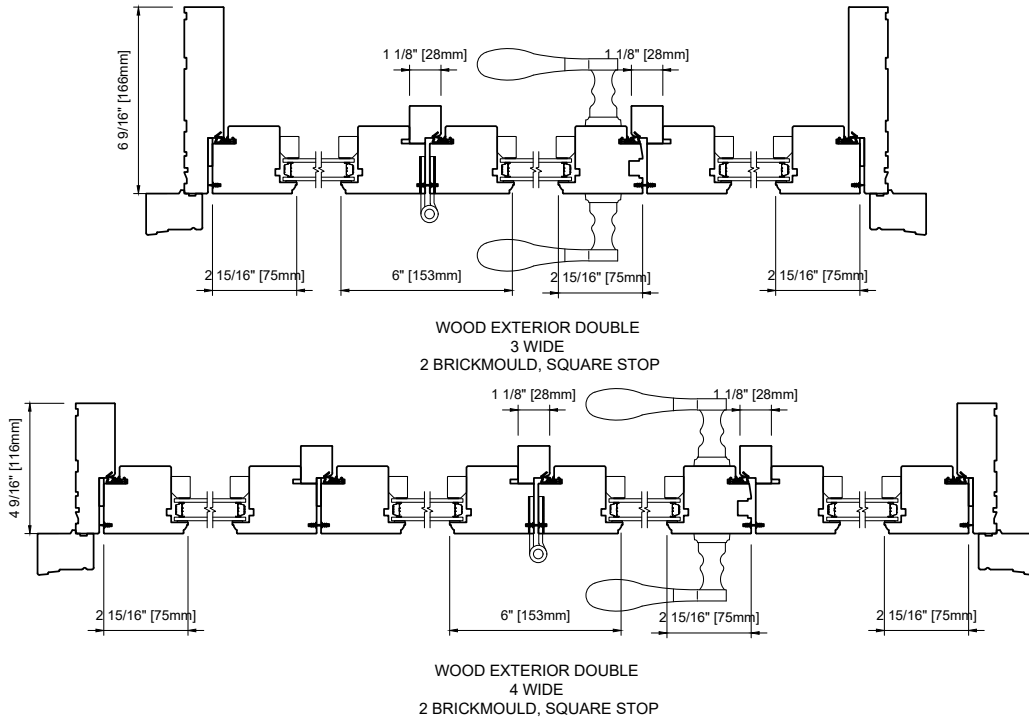 1 1/8" [28mm]
1 1/8" [28mm]
6 9/16" [166mm]
2 15/16" [75mm]
6" [153mm]
2 15/16" [75mm]
2 15/16" [75mm]
WOOD EXTERIOR DOUBLE
3 WIDE
2 BRICKMOULD, SQUARE STOP
1 1/8" [28mm]
1 1/8" [28mm]
4 9/16" [116mm]
2 15/16" [75mm]
6" [153mm]
2 15/16" [75mm]
2 15/16" [75mm]
WOOD EXTERIOR DOUBLE
4 WIDE
2 BRICKMOULD, SQUARE STOP